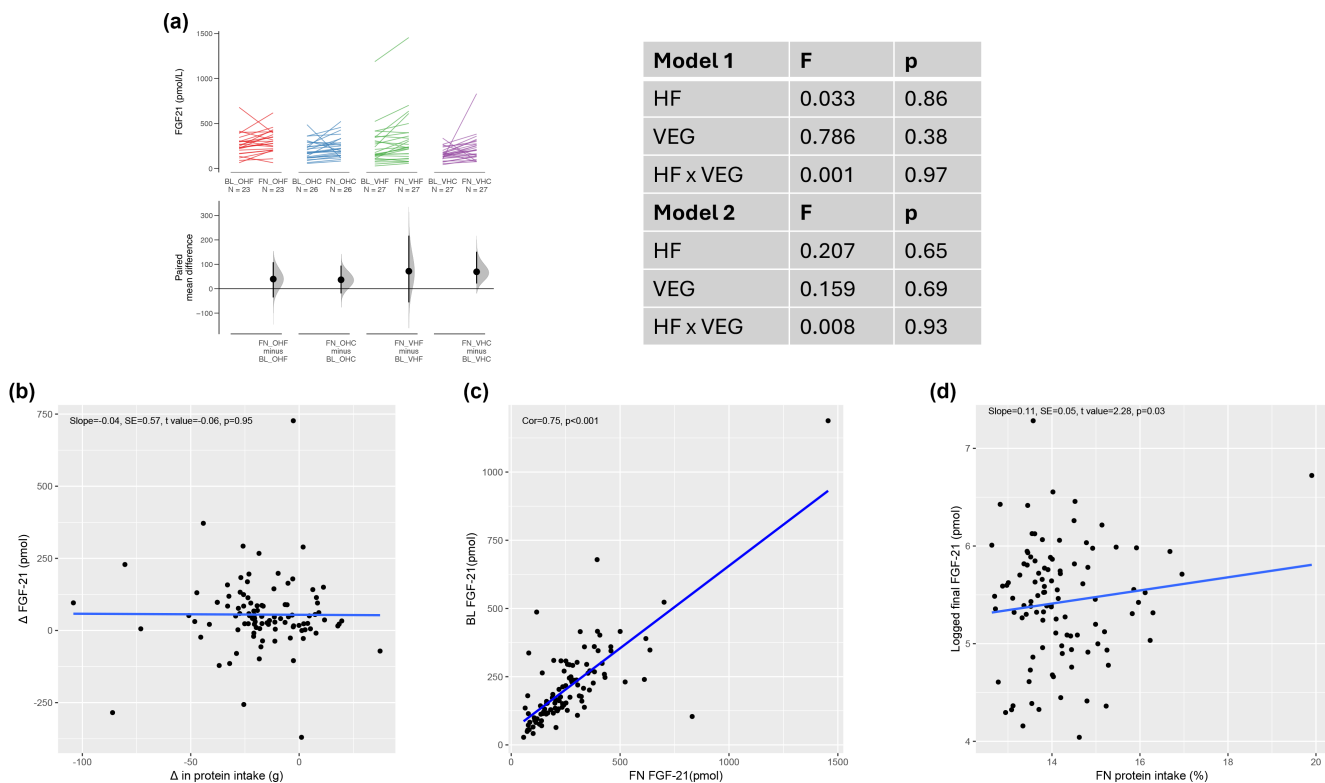 (a)
1500
1000
500
0
FGF21 (pmol/L)
BL_OHF FN_OHF BL_OHC FN_OHC BL_VHF FN_VHF BL_VHC FN_VHC
N = 23 N = 23 N = 26 N = 26 N = 27 N = 27 N = 27 N = 27
300
200
100
0
−100
Paired
mean difference
FN_OHF
minus
BL_OHF
FN_OHC
minus
BL_OHC
FN_VHF
minus
BL_VHF
FN_VHC
minus
BL_VHC
Model 1 F p
HF 0.033 0.86
VEG 0.786 0.38
HF x VEG 0.001 0.97
Model 2 F p
HF 0.207 0.65
VEG 0.159 0.69
HF x VEG 0.008 0.93
(b)
Slope=-0.04, SE=0.57, t value=-0.06, p=0.95
750
500
250
0
-250
Δ FGF-21 (pmol)
-100 -50 0
Δ in protein intake (g)
(c)
Cor=0.75, p<0.001
1000
750
500
250
0
BL FGF-21(pmol)
0 500 1000 1500
FN FGF-21(pmol)
(d)
Slope=0.11, SE=0.05, t value=2.28, p=0.03
7
6
5
4
Logged final FGF-21 (pmol)
14 16 18 20
FN protein intake (%)